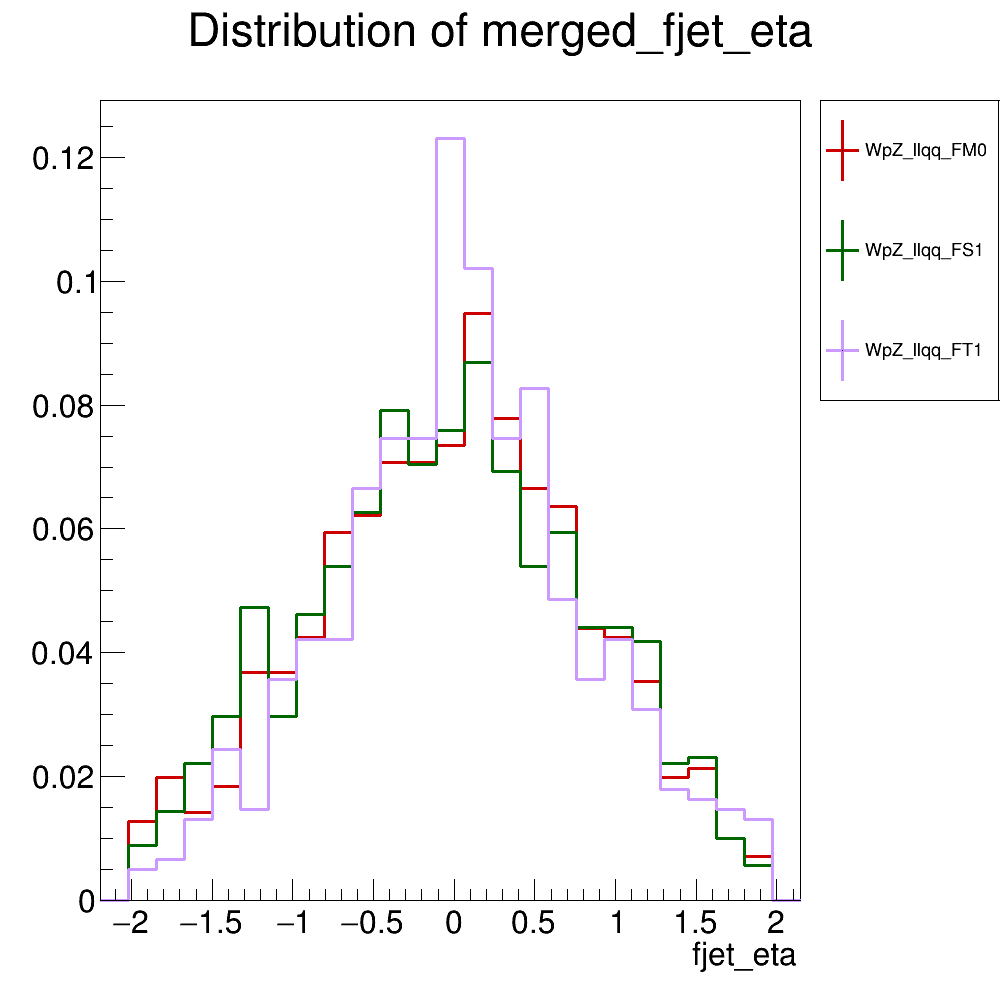 Distribution of merged_fjet_eta
0.12
0.1
0.08
0.06
0.04
0.02
0
−2 −1.5 −1 −0.5 0 0.5 1 1.5 2
fjet_eta
WpZ_llqq_FM0
WpZ_llqq_FS1
WpZ_llqq_FT1